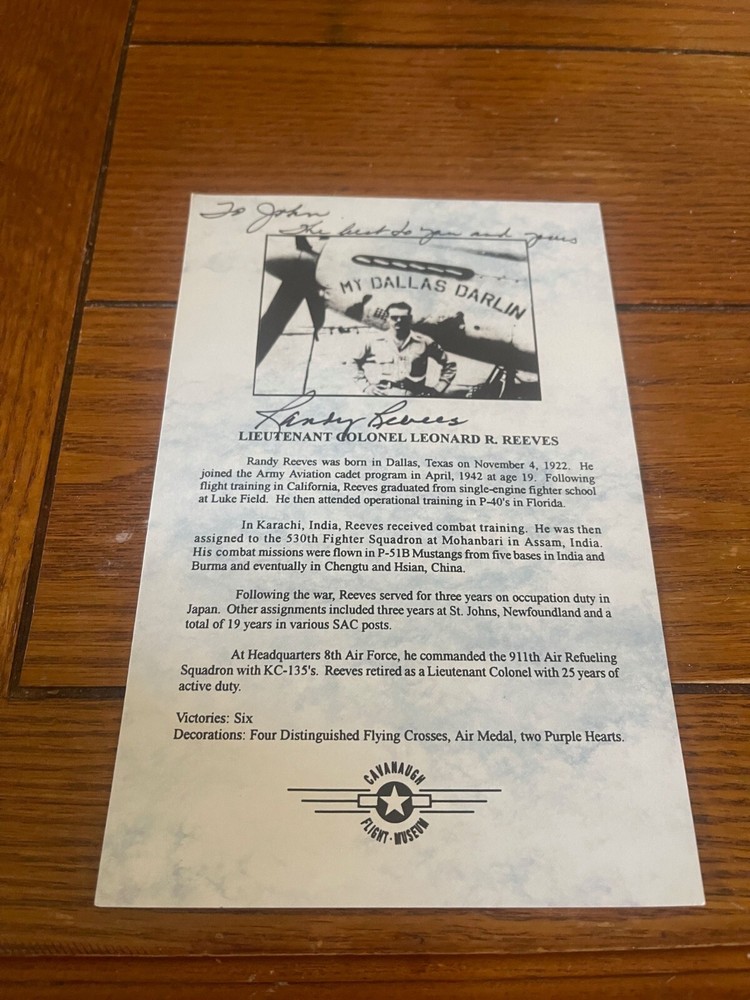 To John
The best to you and yours
MY DALLAS DARLIN
Randy Reeves
LIEUTENANT COLONEL LEONARD R. REEVES
Randy Reeves was born in Dallas, Texas on November 4, 1922. He
joined the Army Aviation cadet program in April, 1942 at age 19. Following
flight training in California, Reeves graduated from single-engine fighter school
at Luke Field. He then attended operational training in P-40's in Florida.
In Karachi, India, Reeves received combat training. He was then
assigned to the 530th Fighter Squadron at Mohanbari in Assam, India.
His combat missions were flown in P-51B Mustangs from five bases in India and
Burma and eventually in Chengtu and Hsian, China.
Following the war, Reeves served for three years on occupation duty in
Japan. Other assignments included three years at St. Johns, Newfoundland and a
total of 19 years in various SAC posts.
At Headquarters 8th Air Force, he commanded the 911th Air Refueling
Squadron with KC-135's. Reeves retired as a Lieutenant Colonel with 25 years of
active duty.
Victories: Six
Decorations: Four Distinguished Flying Crosses, Air Medal, two Purple Hearts.
CAVANAUGH
FLIGHT · MUSEUM